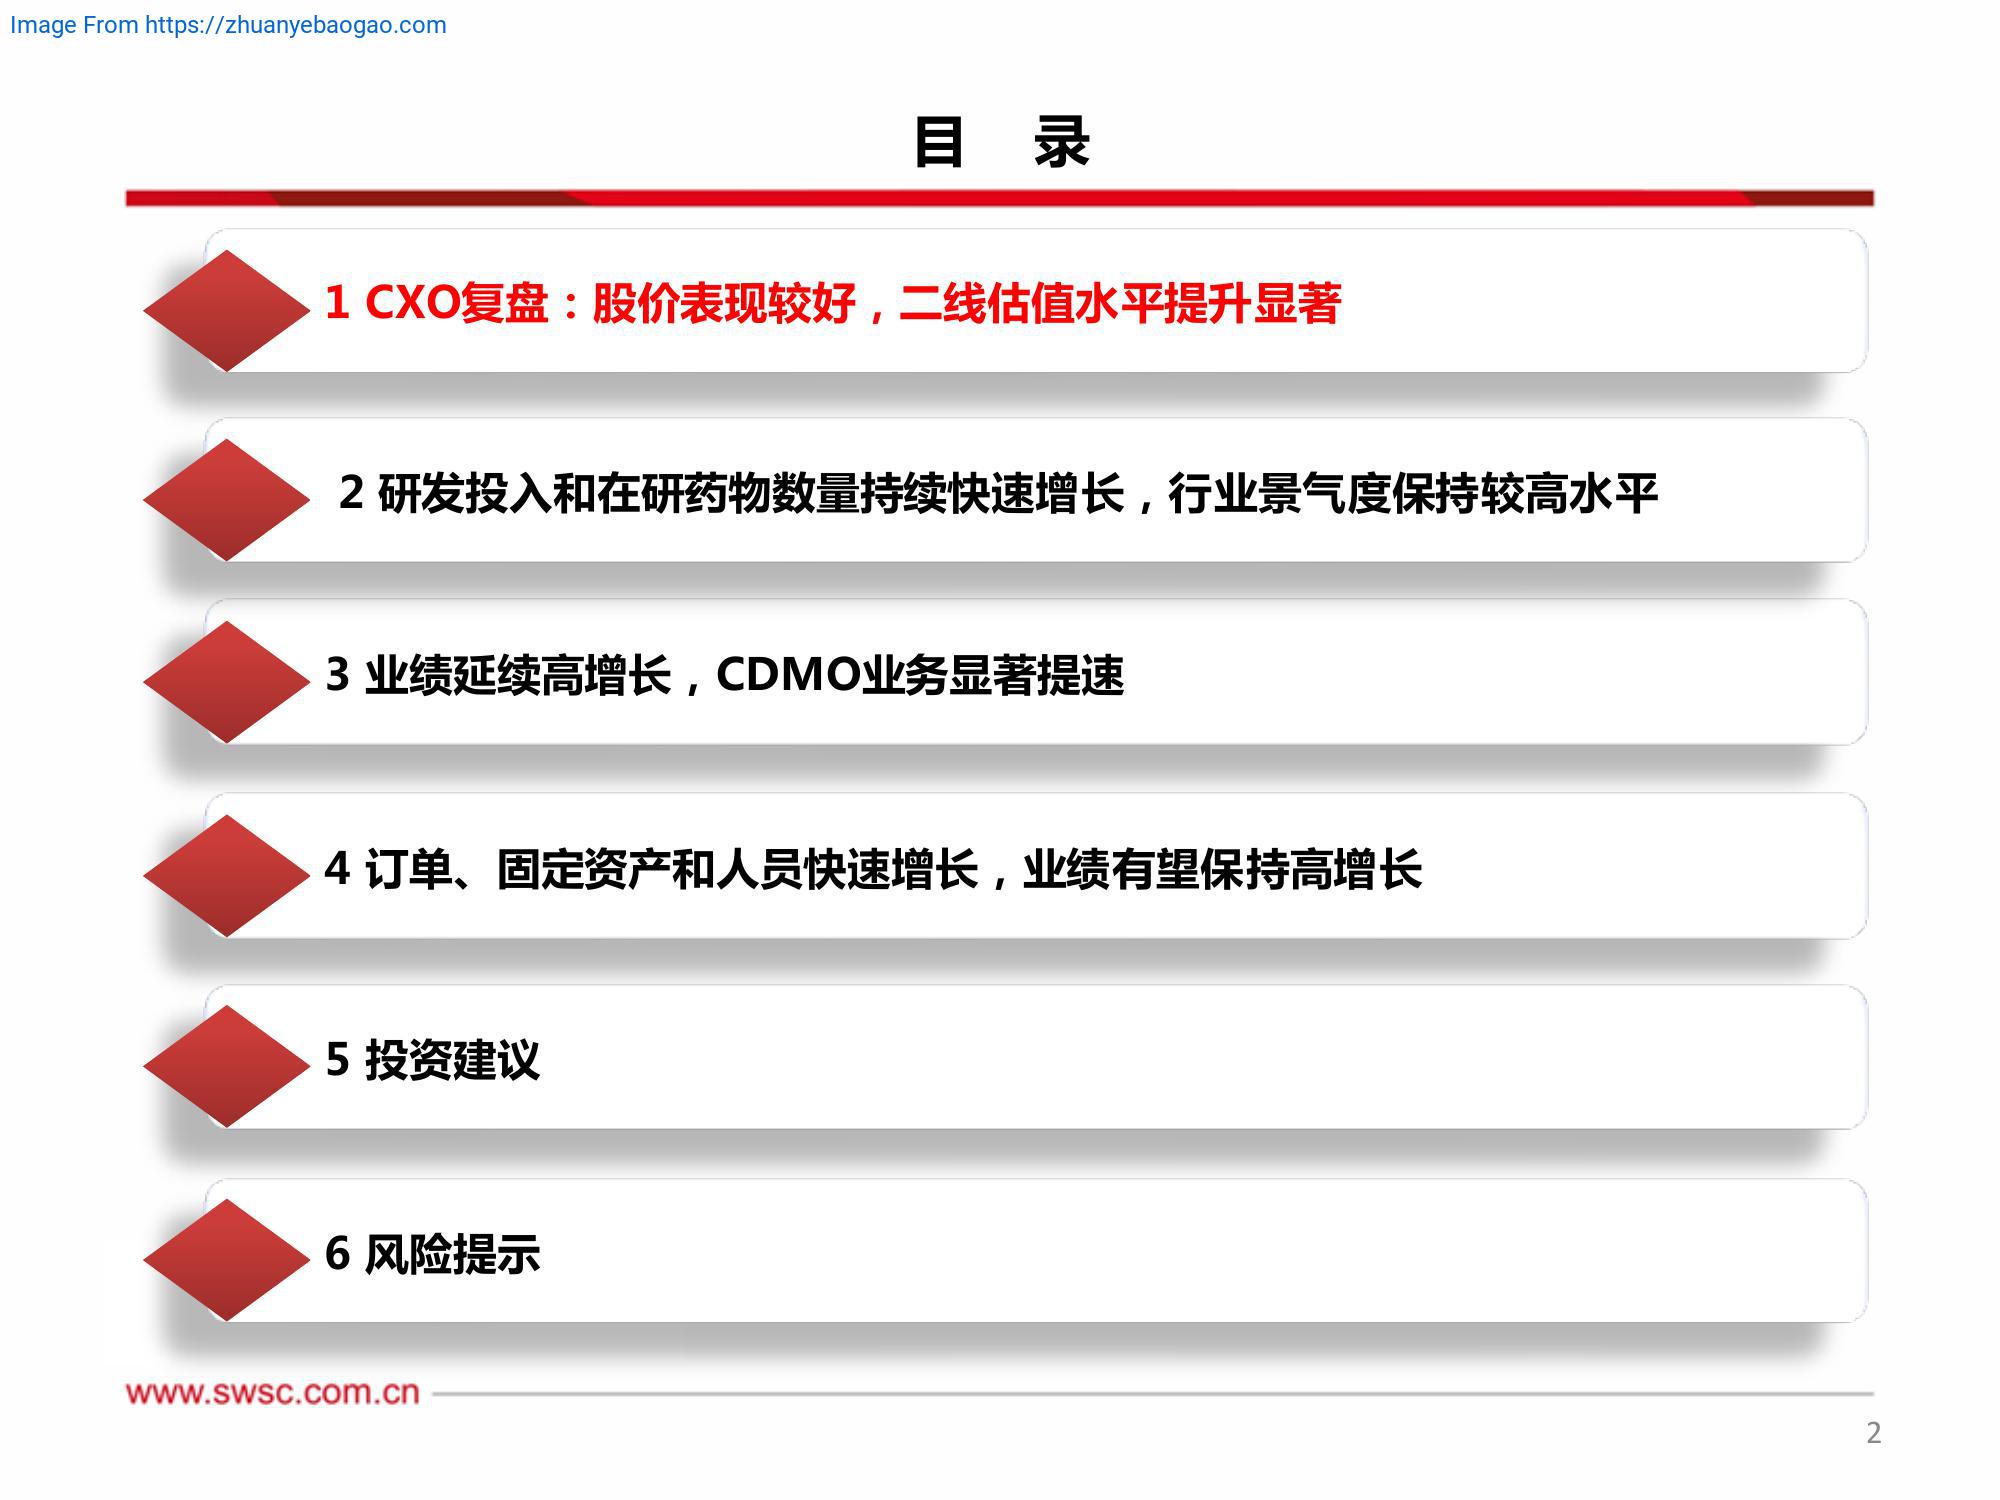 Image From https://zhuanyebaogao.com
目 录
1 CXO复盘：股价表现较好，二线估值水平提升显著
2 研发投入和在研药物数量持续快速增长，行业景气度保持较高水平
3 业绩延续高增长，CDMO业务显著提速
4 订单、固定资产和人员快速增长，业绩有望保持高增长
5 投资建议
6 风险提示
www.swsc.com.cn
2